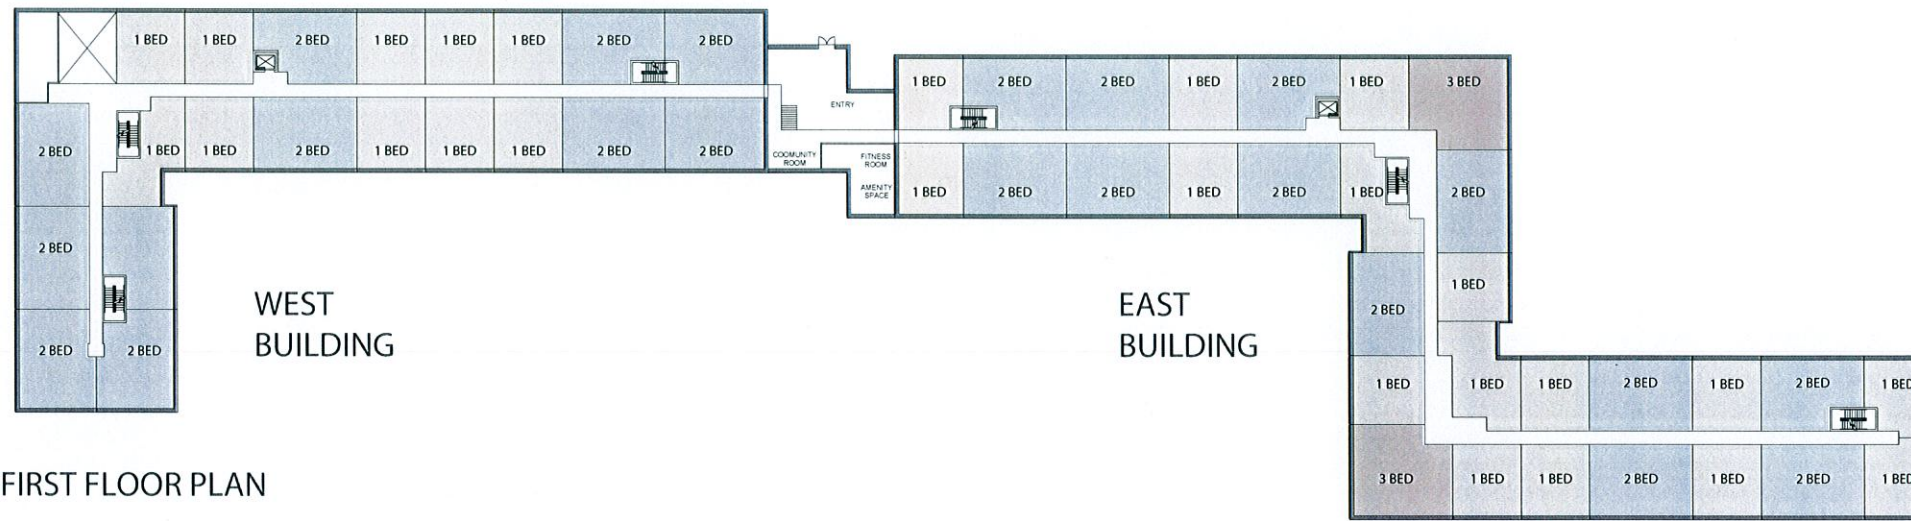 1 BED 1 BED 2 BED 1 BED 1 BED 1 BED 2 BED 2 BED
1 BED 2 BED 2 BED 1 BED 2 BED 1 BED 3 BED
ENTRY
2 BED 1 BED 1 BED 2 BED 1 BED 1 BED 1 BED 2 BED 2 BED
COOMUNITY
ROOM
FITNESS
ROOM
AMENITY
SPACE
1 BED 2 BED 2 BED 1 BED 2 BED 1 BED 2 BED
2 BED
1 BED
WEST
BUILDING
EAST
BUILDING
2 BED
2 BED 2 BED
1 BED 1 BED 1 BED 2 BED 1 BED 2 BED 1 BED
3 BED 1 BED 1 BED 2 BED 1 BED 2 BED 1 BED
FIRST FLOOR PLAN